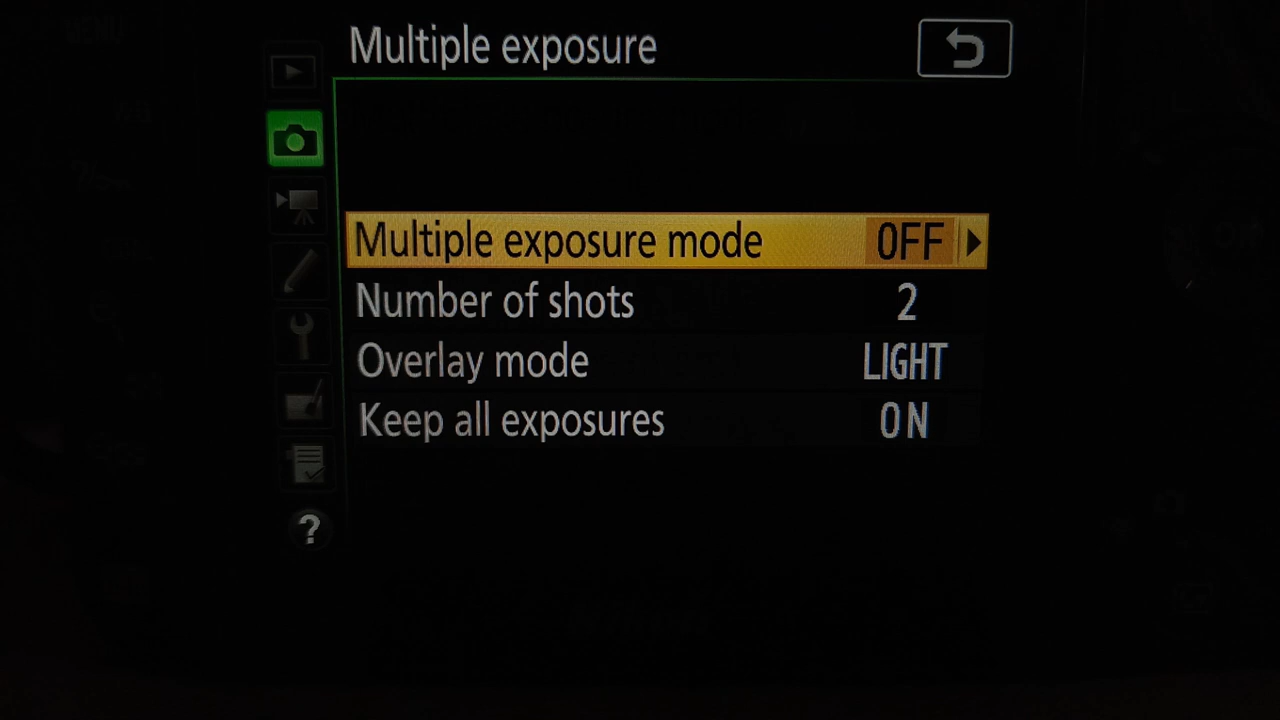 Multiple exposure
Multiple exposure mode OFF
Number of shots 2
Overlay mode LIGHT
Keep all exposures ON
?